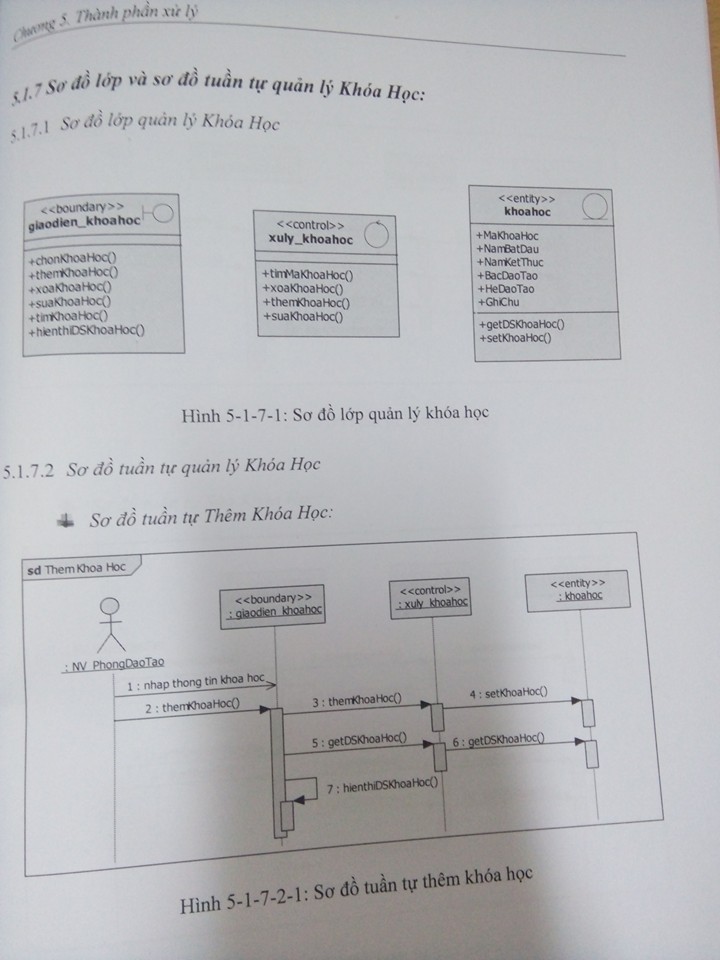 Chương 5. Thành phần xử lý
5.1.7 Sơ đồ lớp và sơ đồ tuần tự quản lý Khóa Học:
5.1.7.1 Sơ đồ lớp quản lý Khóa Học
<<boundary>>
giaodien_khoahoc
+chonKhoaHoc()
+themKhoaHoc()
+xoaKhoaHoc()
+suaKhoaHoc()
+timKhoaHoc()
+hienthiDSKhoaHoc()
<<control>>
xuly_khoahoc
+timMaKhoaHoc()
+xoaKhoaHoc()
+themKhoaHoc()
+suaKhoaHoc()
<<entity>>
khoahoc
+MaKhoaHoc
+NamBatDau
+NamKetThuc
+BacDaoTao
+HeDaoTao
+GhiChu
+getDSKhoaHoc()
+setKhoaHoc()
Hình 5-1-7-1: Sơ đồ lớp quản lý khóa học
5.1.7.2 Sơ đồ tuần tự quản lý Khóa Học
Sơ đồ tuần tự Thêm Khóa Học:
sd Them Khoa Hoc
<<boundary>>
: giaodien_khoahoc
<<control>>
: xuly_khoahoc
<<entity>>
: khoahoc
: NV_PhongDaoTao
1 : nhap thong tin khoa hoc
2 : themKhoaHoc()
3 : themKhoaHoc()
4 : setKhoaHoc()
5 : getDSKhoaHoc()
6 : getDSKhoaHoc()
7 : hienthiDSKhoaHoc()
Hình 5-1-7-2-1: Sơ đồ tuần tự thêm khóa học